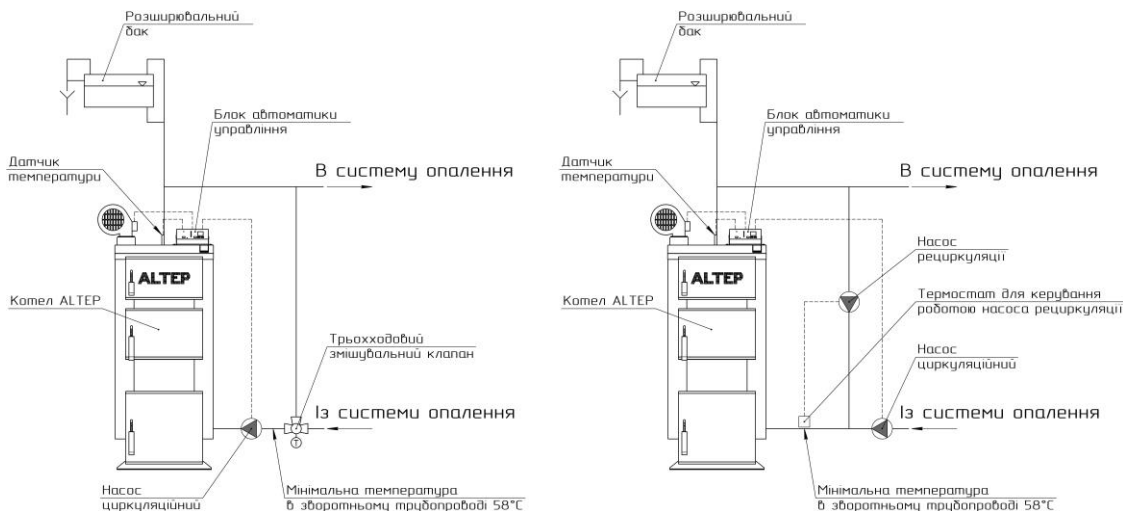 Розширювальний
бак
Блок автоматики
управління
Датчик
температури
В систему опалення
ALTEP
Котел ALTEP
Трьохходовий
змішувальний клапан
Із системи опалення
T
Насос
циркуляційний
Мінімальна температура
в зворотньому трубопроводі 58°C
Розширювальний
бак
Блок автоматики
управління
Датчик
температури
В систему опалення
Насос
рециркуляції
ALTEP
Котел ALTEP
Термостат для керування
роботою насоса рециркуляції
Насос
циркуляційний
Із системи опалення
Мінімальна температура
в зворотньому трубопроводі 58°C